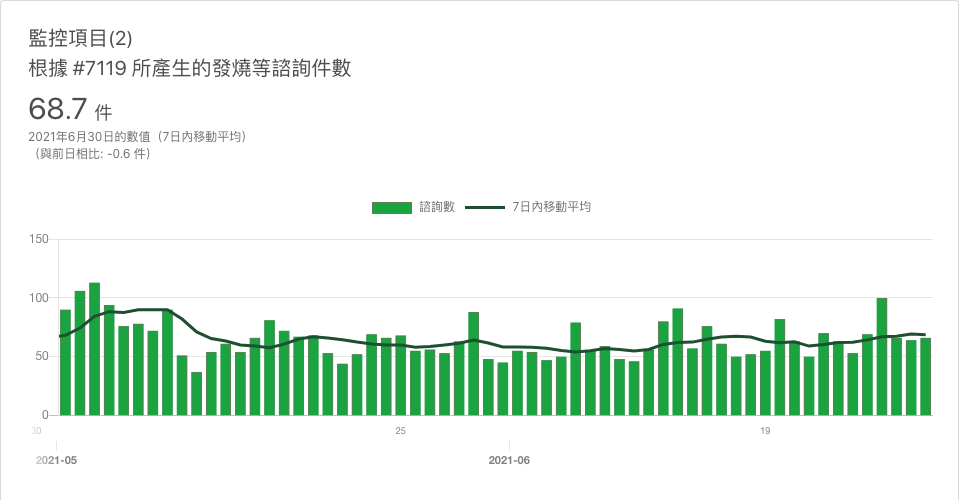 監控項目(2)
根據 #7119 所產生的發燒等諮詢件數
68.7 件
2021年6月30日的數值（7日內移動平均）
（與前日相比: -0.6 件）
諮詢數 7日內移動平均
150
100
50
0
30 25 19
2021-05 2021-06